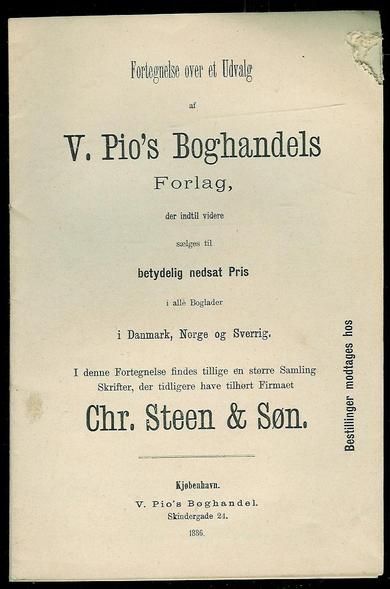 Fortegnelse over et Udvalg
af
V. Pio's Boghandels
Forlag,
der indtil videre
sælges til
betydelig nedsat Pris
i alle Boglader
i Danmark, Norge og Sverrig.
I denne Fortegnelse findes tillige en større Samling
Skrifter, der tidligere have tilhørt Firmaet
Chr. Steen & Søn.
Kjøbenhavn.
V. Pio's Boghandel.
Skindergade 24.
1886.
Bestillinger modtages hos